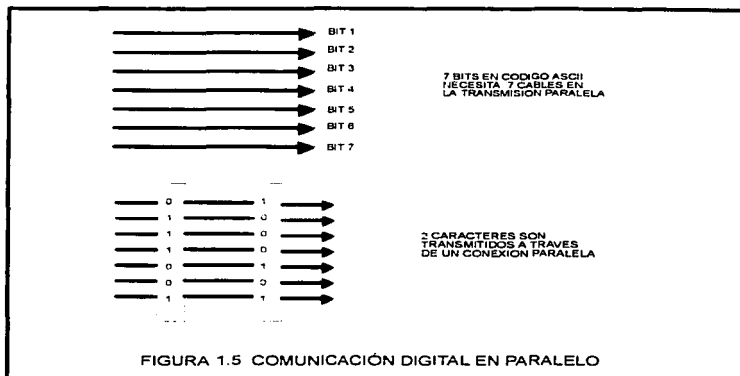 BIT 1
BIT 2
BIT 3
BIT 4
BIT 5
BIT 6
BIT 7
7 BITS EN CODIGO ASCII
NECESITA 7 CABLES EN
LA TRANSMISION PARALELA
0 1
1 0
1 0
1 0
0 1
0 0
1 1
2 CARACTERES SON
TRANSMITIDOS A TRAVES
DE UN CONEXION PARALELA
FIGURA 1.5 COMUNICACIÓN DIGITAL EN PARALELO